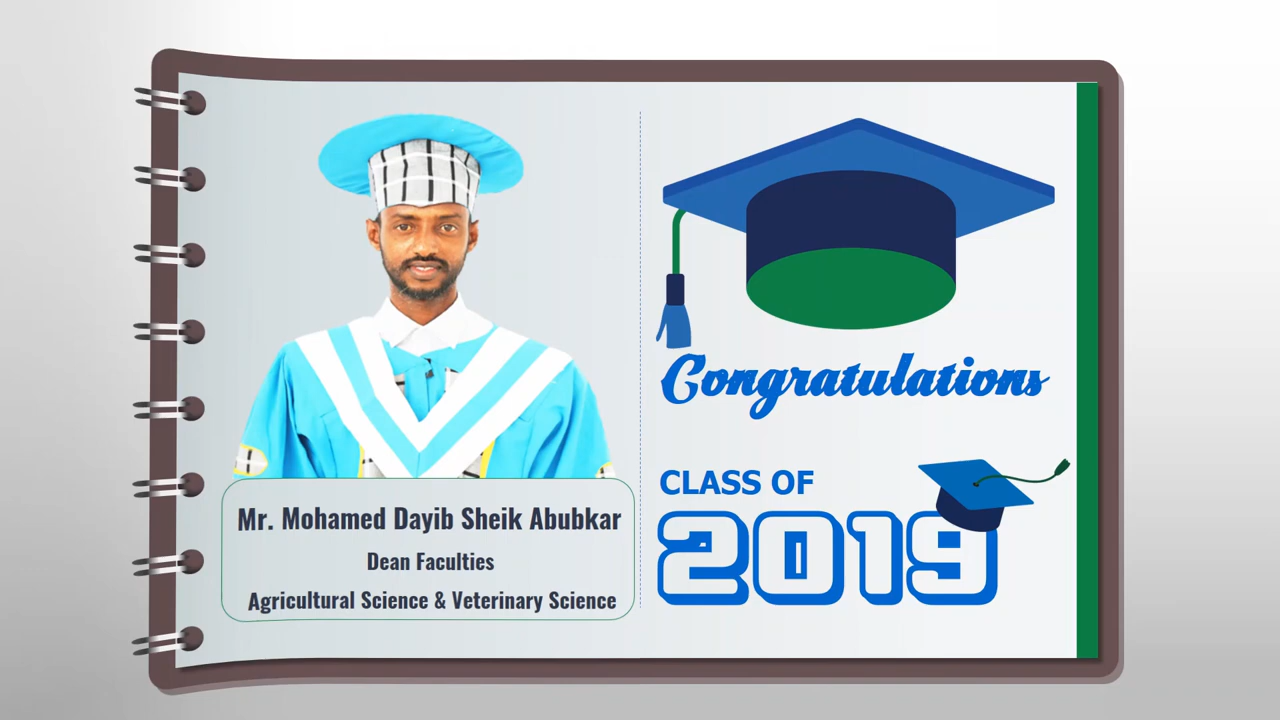 Mr. Mohamed Dayib Sheik Abubkar
Dean Faculties
Agricultural Science & Veterinary Science
Congratulations
CLASS OF
2019